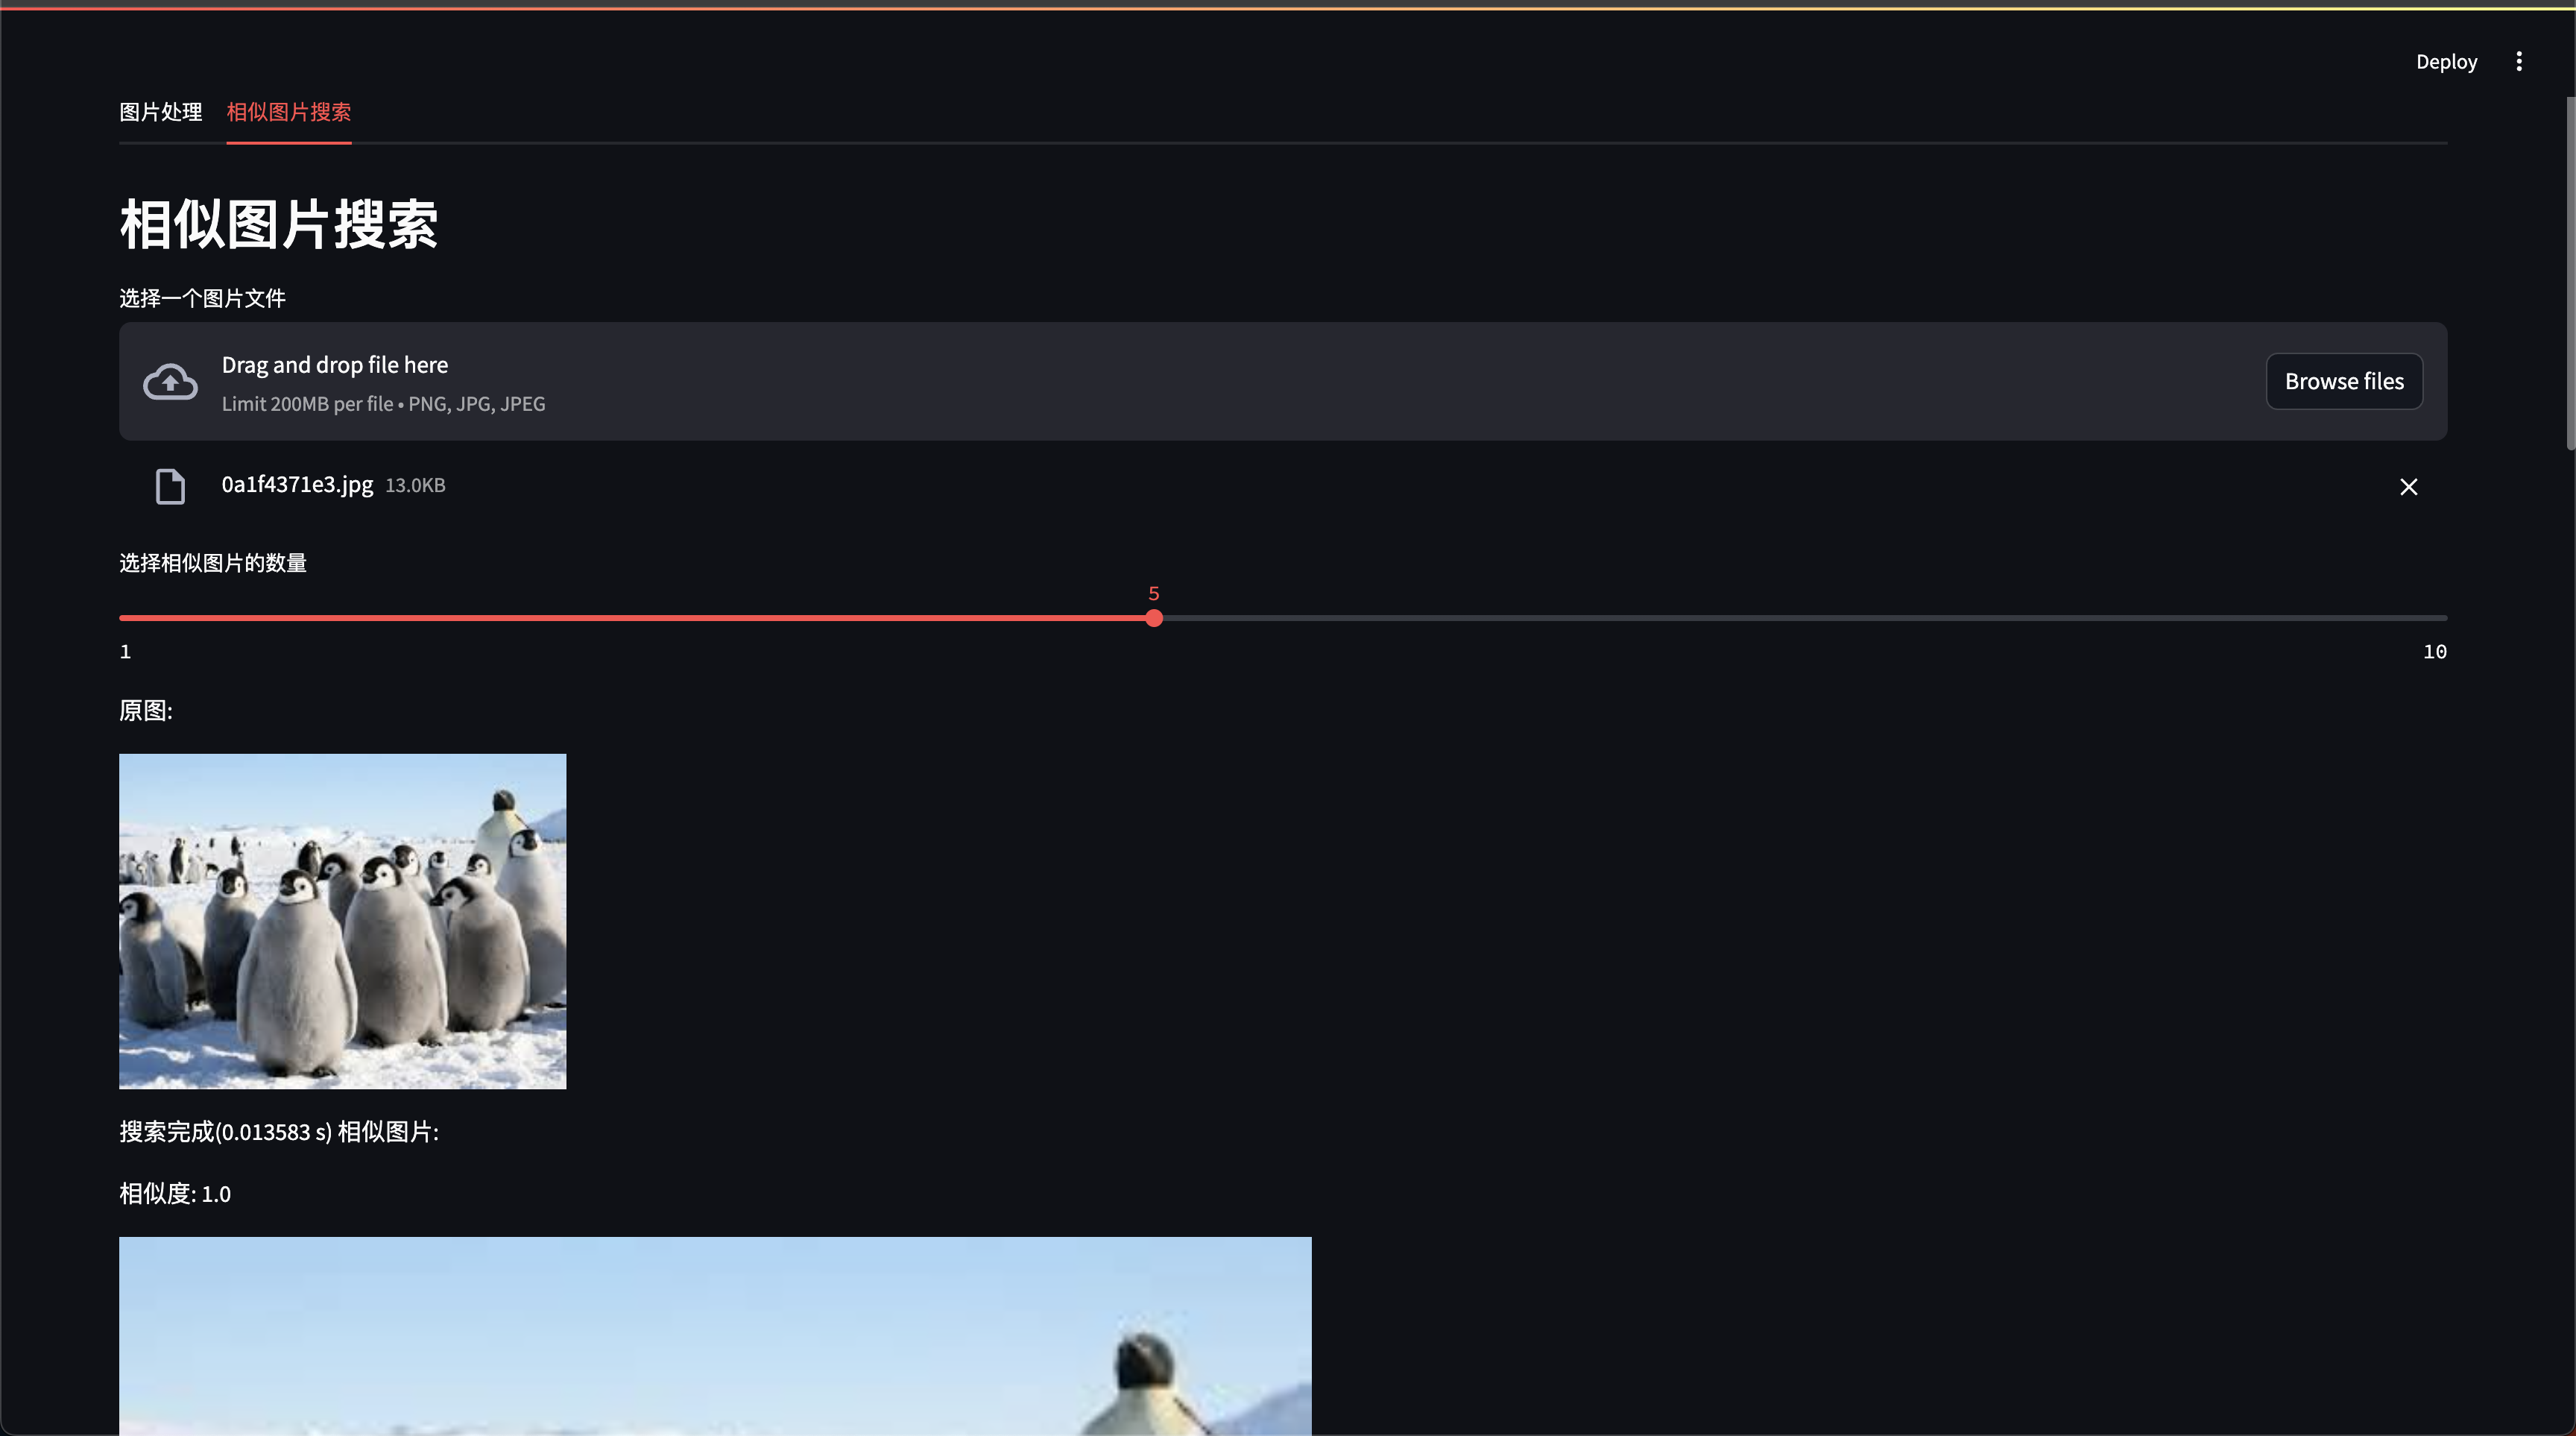 Deploy
图片处理 相似图片搜索
相似图片搜索
选择一个图片文件
Drag and drop file here
Limit 200MB per file • PNG, JPG, JPEG
Browse files
0a1f4371e3.jpg 13.0KB
选择相似图片的数量
5
1 10
原图:
搜索完成(0.013583 s) 相似图片:
相似度: 1.0